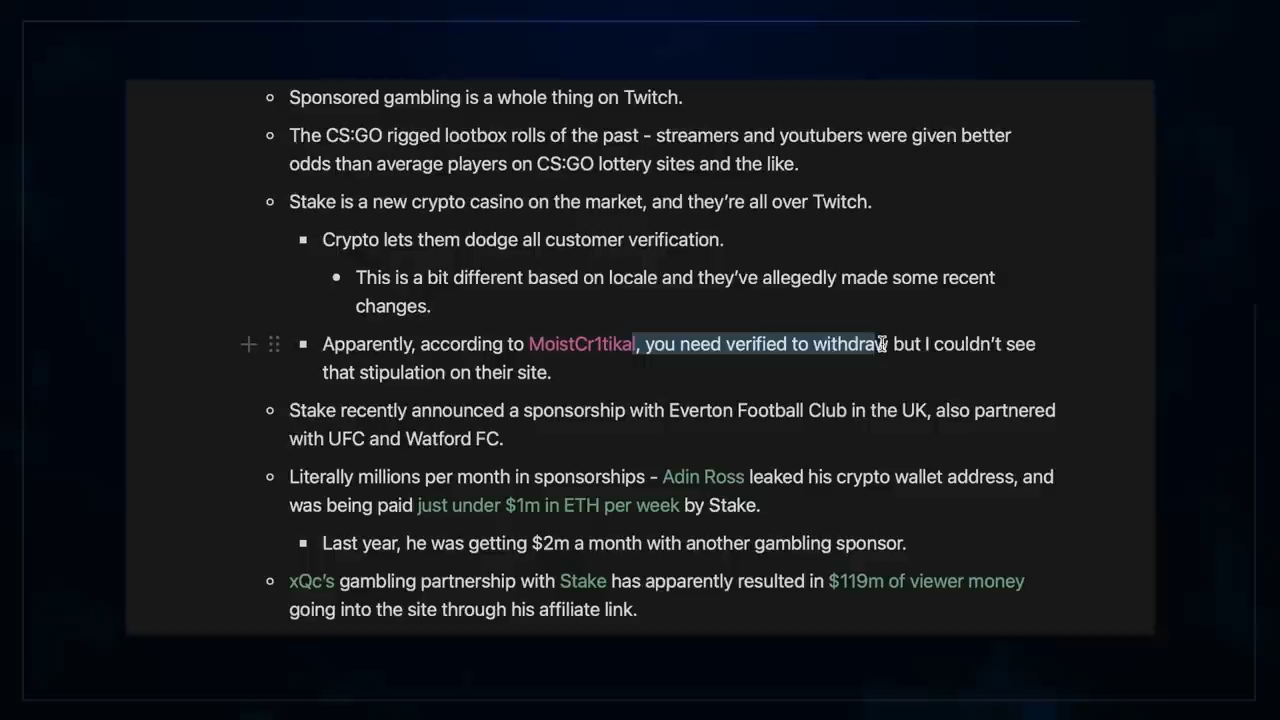 Sponsored gambling is a whole thing on Twitch.
The CS:GO rigged lootbox rolls of the past - streamers and youtubers were given better
odds than average players on CS:GO lottery sites and the like.
Stake is a new crypto casino on the market, and they're all over Twitch.
Crypto lets them dodge all customer verification.
This is a bit different based on locale and they've allegedly made some recent
changes.
Apparently, according to MoistCr1tikal, you need verified to withdraw but I couldn't see
that stipulation on their site.
Stake recently announced a sponsorship with Everton Football Club in the UK, also partnered
with UFC and Watford FC.
Literally millions per month in sponsorships - Adin Ross leaked his crypto wallet address, and
was being paid just under $1m in ETH per week by Stake.
Last year, he was getting $2m a month with another gambling sponsor.
xQc's gambling partnership with Stake has apparently resulted in $119m of viewer money
going into the site through his affiliate link.